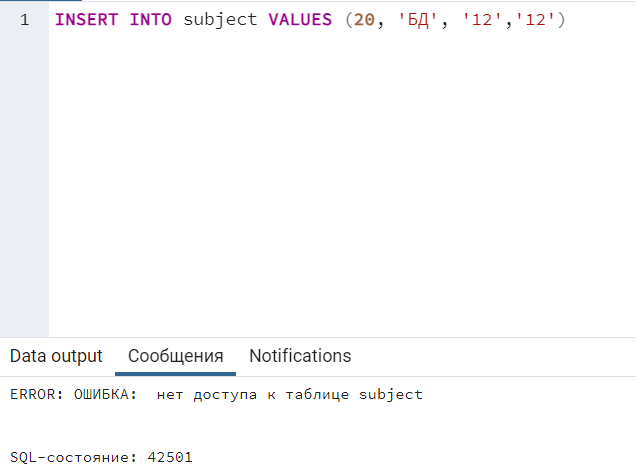 1 INSERT INTO subject VALUES (20, 'БД', '12','12')
Data output Сообщения Notifications
ERROR: ОШИБКА:  нет доступа к таблице subject
SQL-состояние: 42501